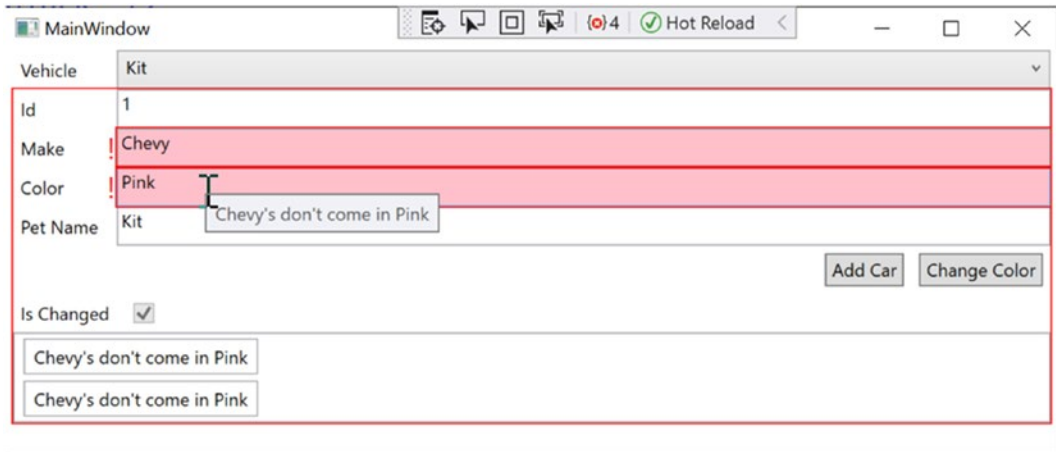 MainWindow
4 Hot Reload
Vehicle Kit
Id 1
Make ! Chevy
Color ! Pink
Chevy's don't come in Pink
Pet Name Kit
Add Car Change Color
Is Changed
Chevy's don't come in Pink
Chevy's don't come in Pink